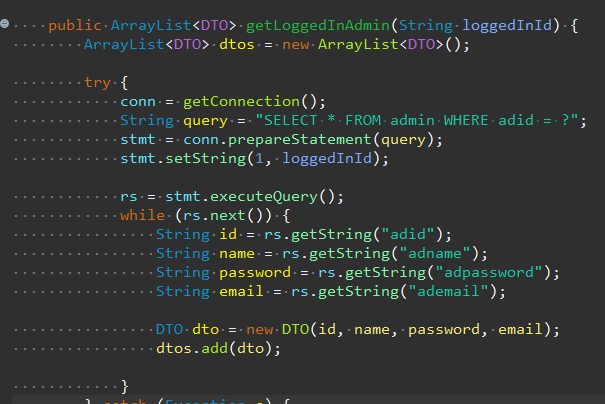 public ArrayList<DTO> getLoggedInAdmin(String loggedInId) {
ArrayList<DTO> dtos = new ArrayList<DTO>();
try {
conn = getConnection();
String query = "SELECT * FROM admin WHERE adid = ?";
stmt = conn.prepareStatement(query);
stmt.setString(1, loggedInId);
rs = stmt.executeQuery();
while (rs.next()) {
String id = rs.getString("adid");
String name = rs.getString("adname");
String password = rs.getString("adpassword");
String email = rs.getString("ademail");
DTO dto = new DTO(id, name, password, email);
dtos.add(dto);
}
} catch (Exception e) {